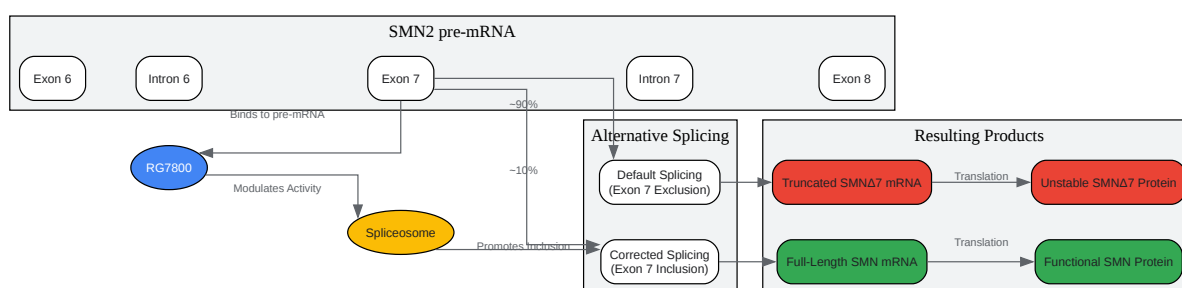 SMN2 pre-mRNA
Exon 6
Intron 6
Exon 7
Intron 7
Exon 8
~90%
Binds to pre-mRNA
Alternative Splicing
Resulting Products
RG7800
~10%
Default Splicing
(Exon 7 Exclusion)
Truncated SMNΔ7 mRNA
Translation
Unstable SMNΔ7 Protein
Modulates Activity
Spliceosome
Promotes Inclusion
Corrected Splicing
(Exon 7 Inclusion)
Full-Length SMN mRNA
Translation
Functional SMN Protein